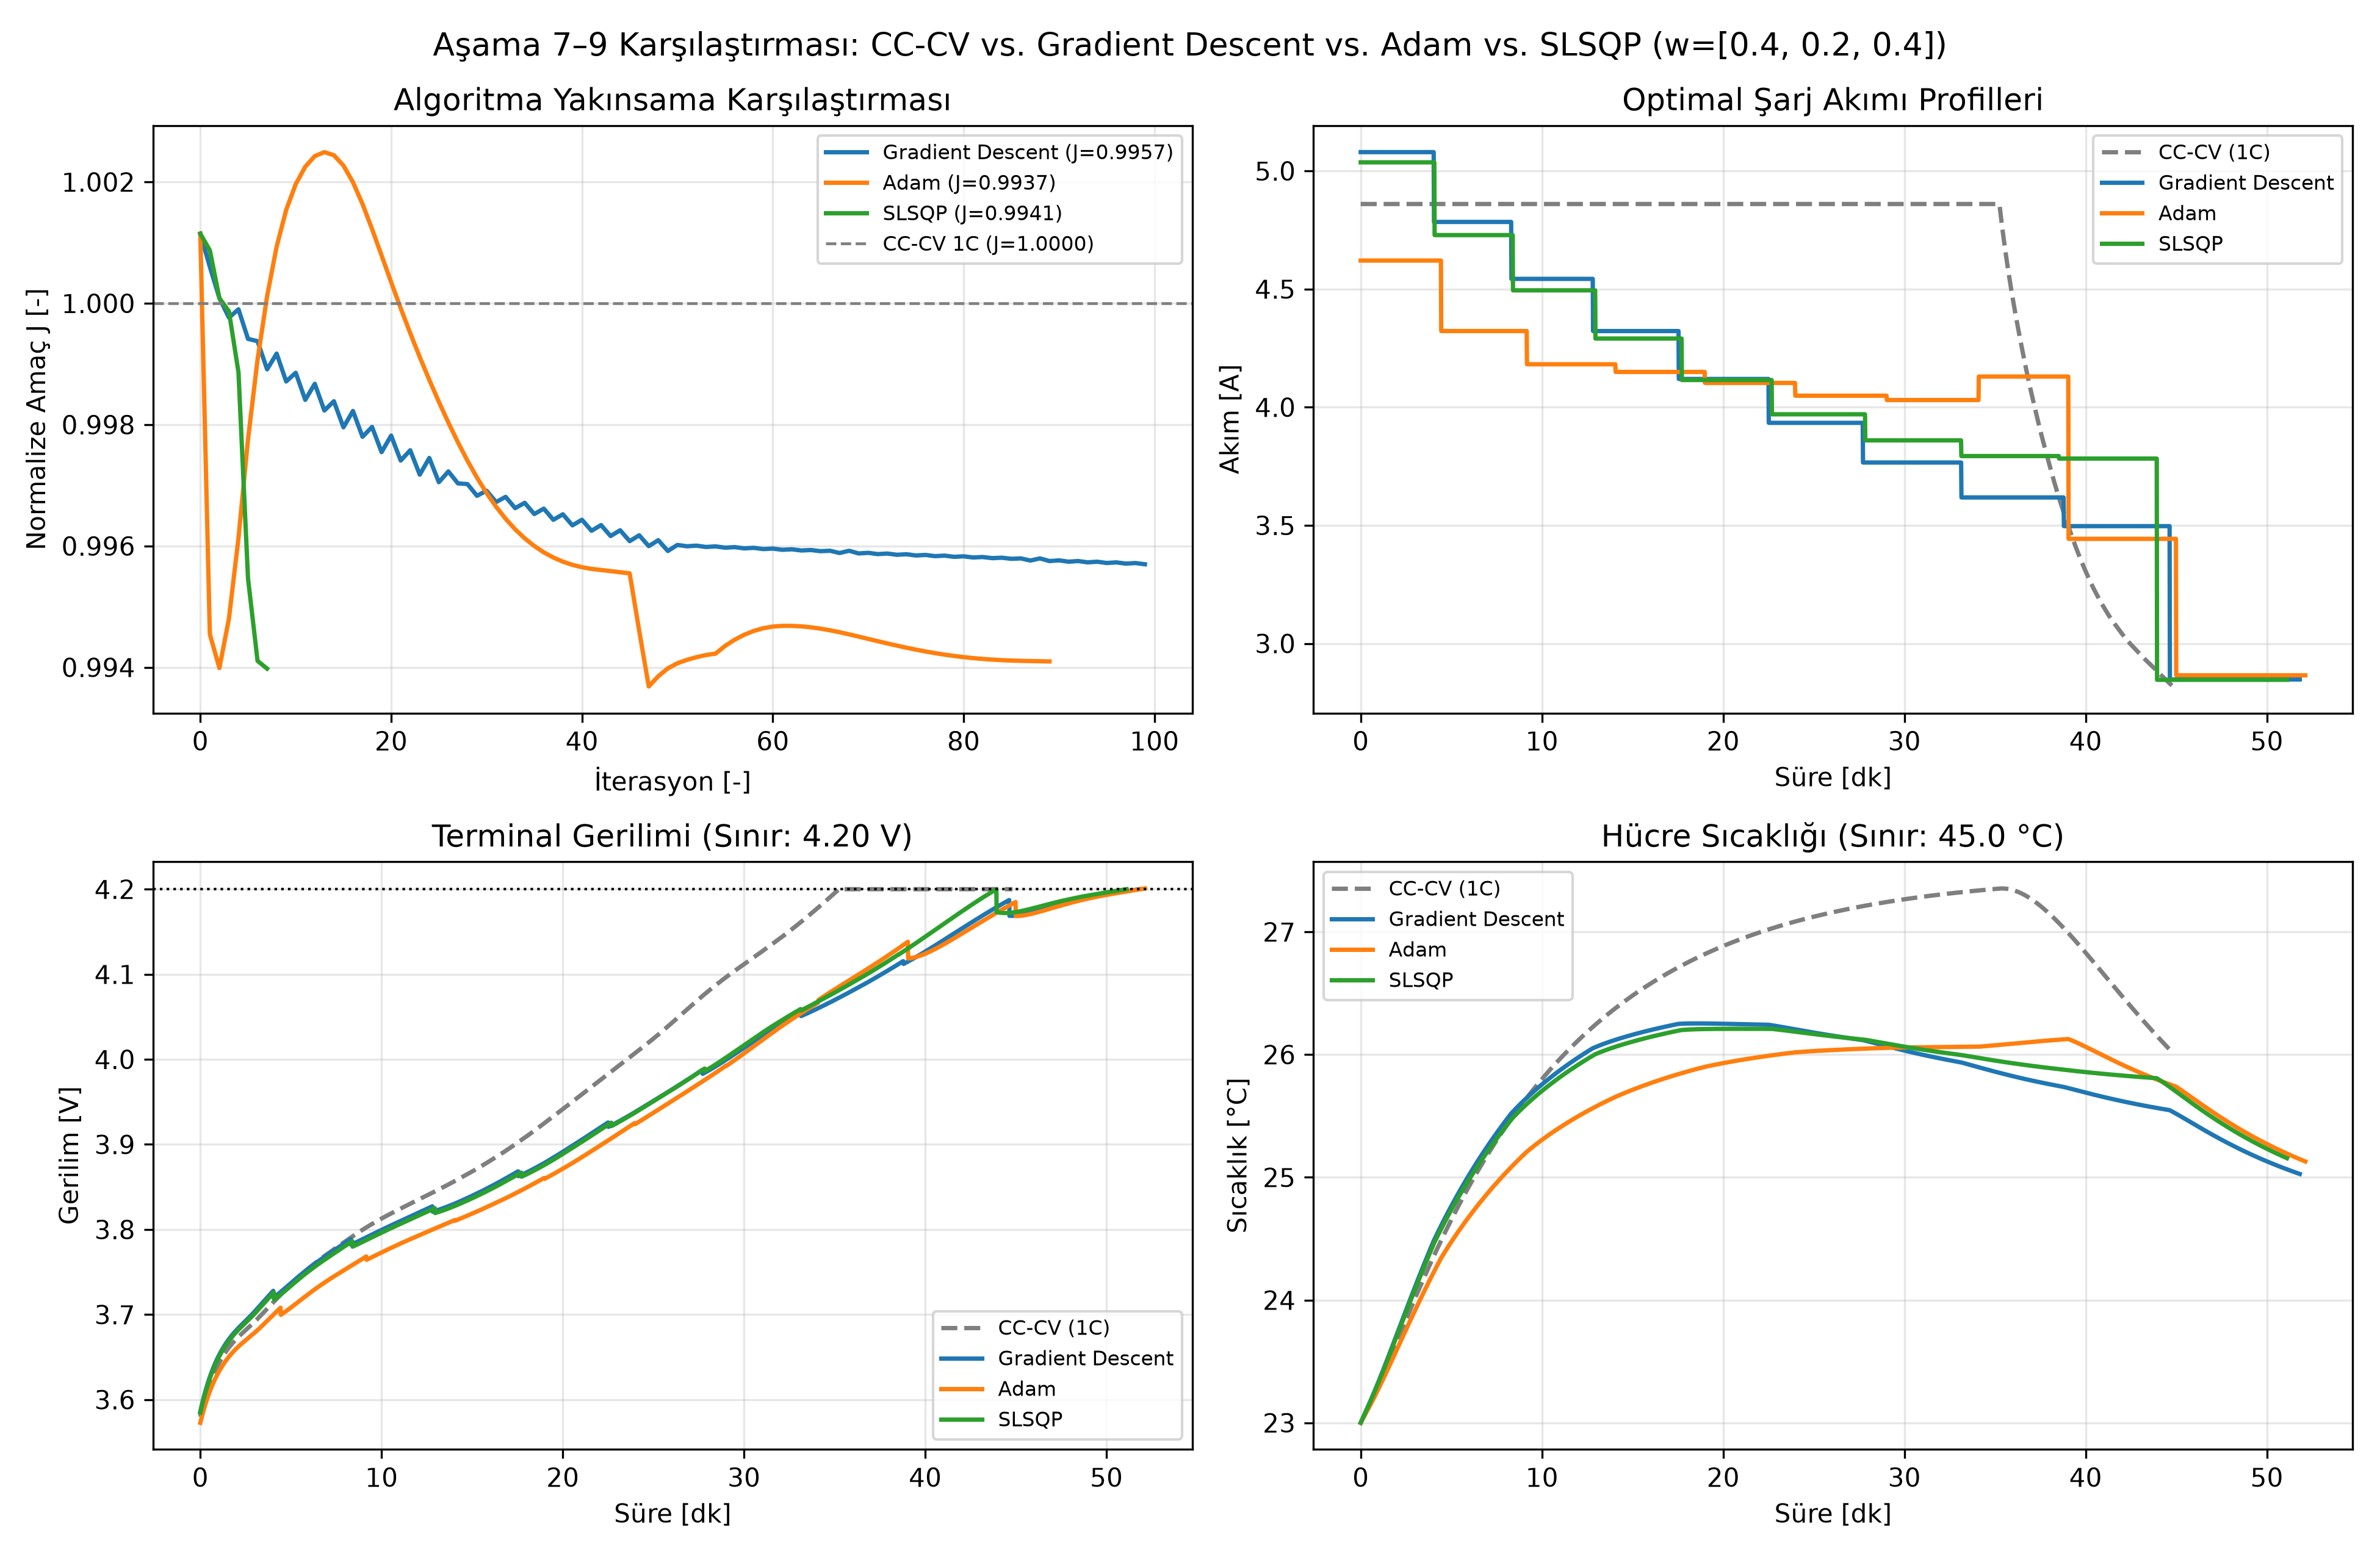 Aşama 7–9 Karşılaştırması: CC-CV vs. Gradient Descent vs. Adam vs. SLSQP (w=[0.4, 0.2, 0.4])
Algoritma Yakınsama Karşılaştırması
Normalize Amaç J [-]
1.002
1.000
0.998
0.996
0.994
Gradient Descent (J=0.9957)
Adam (J=0.9937)
SLSQP (J=0.9941)
CC-CV 1C (J=1.0000)
0 20 40 60 80 100
İterasyon [-]
Optimal Şarj Akımı Profilleri
Akım [A]
5.0
4.5
4.0
3.5
3.0
CC-CV (1C)
Gradient Descent
Adam
SLSQP
0 10 20 30 40 50
Süre [dk]
Terminal Gerilimi (Sınır: 4.20 V)
Gerilim [V]
4.2
4.1
4.0
3.9
3.8
3.7
3.6
CC-CV (1C)
Gradient Descent
Adam
SLSQP
0 10 20 30 40 50
Süre [dk]
Hücre Sıcaklığı (Sınır: 45.0 °C)
Sıcaklık [°C]
27
26
25
24
23
CC-CV (1C)
Gradient Descent
Adam
SLSQP
0 10 20 30 40 50
Süre [dk]